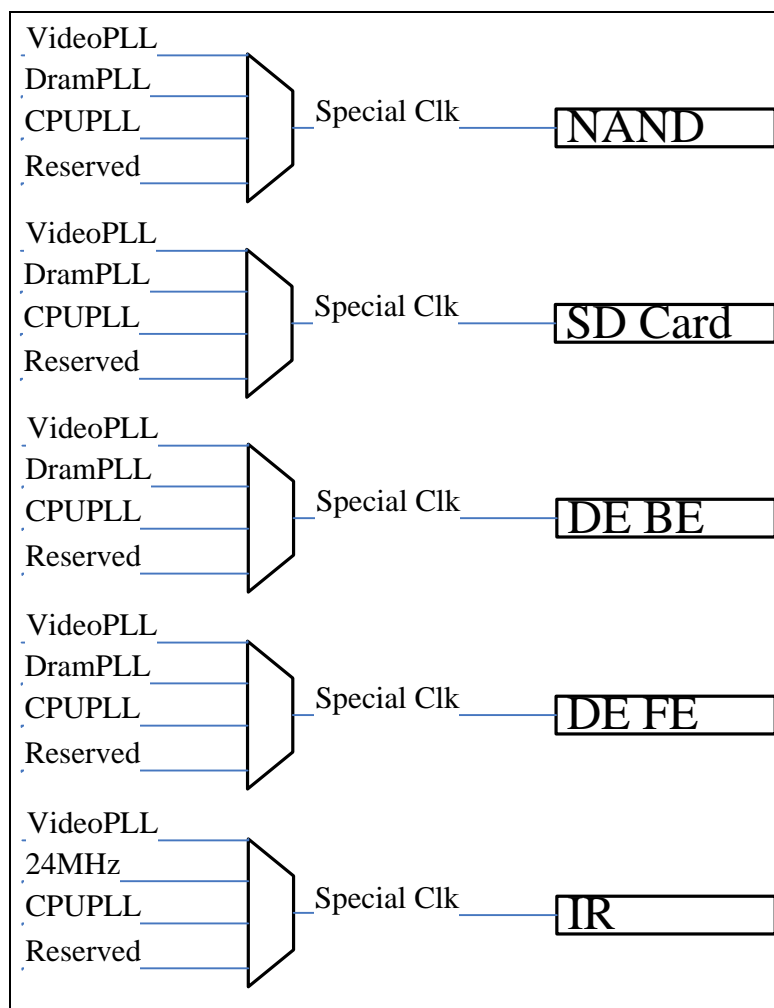 VideoPLL
DramPLL
CPUPLL
Reserved
Special Clk
NAND
VideoPLL
DramPLL
CPUPLL
Reserved
Special Clk
SD Card
VideoPLL
DramPLL
CPUPLL
Reserved
Special Clk
DE BE
VideoPLL
DramPLL
CPUPLL
Reserved
Special Clk
DE FE
VideoPLL
24MHz
CPUPLL
Reserved
Special Clk
IR